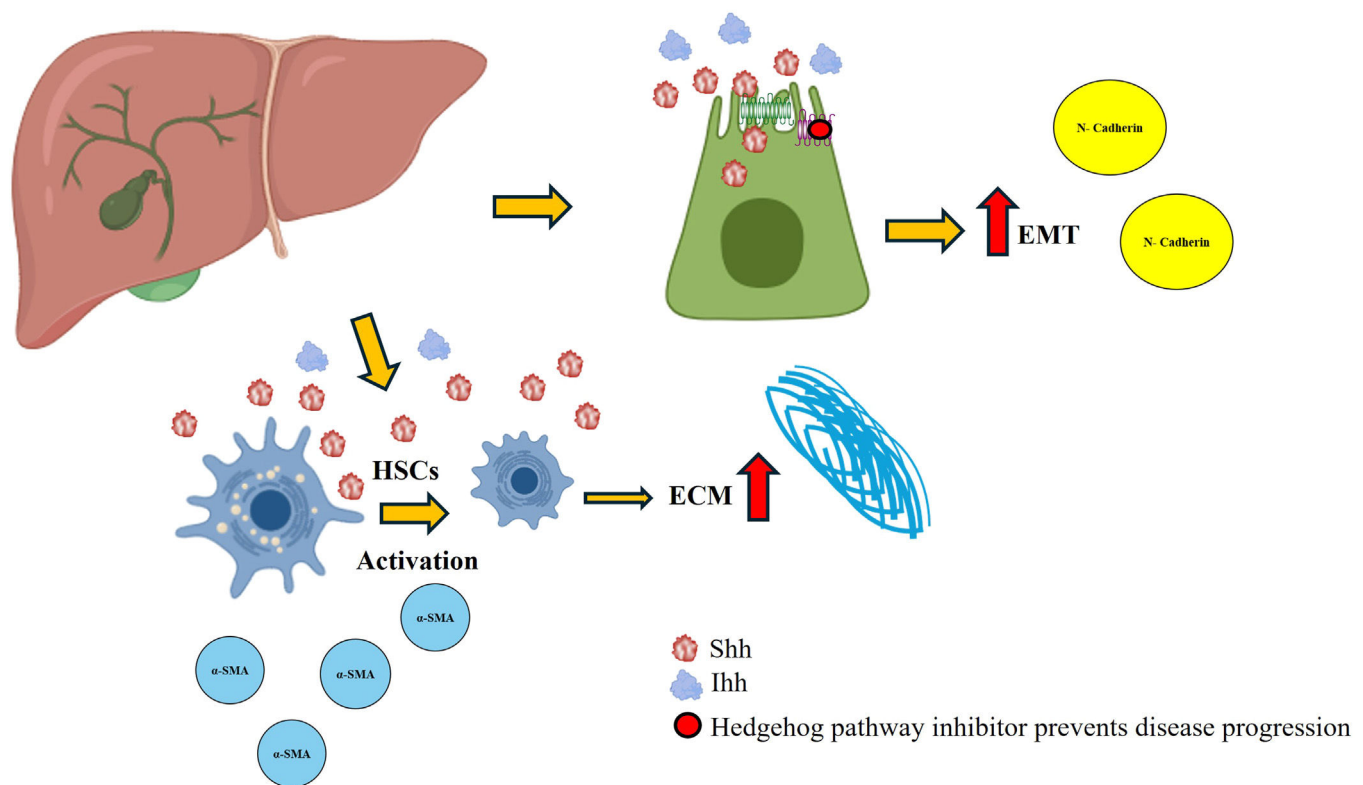 N- Cadherin
EMT
N- Cadherin
HSCs
Activation
ECM
α-SMA
α-SMA
α-SMA
α-SMA
Shh
Ihh
Hedgehog pathway inhibitor prevents disease progression